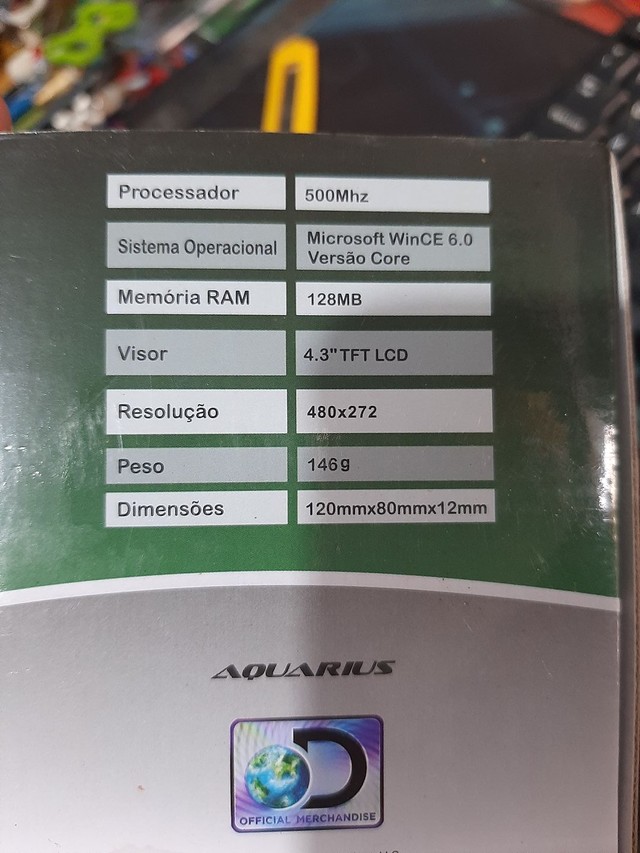 Processador 500Mhz
Sistema Operacional Microsoft WinCE 6.0
Versão Core
Memória RAM 128MB
Visor 4.3" TFT LCD
Resolução 480x272
Peso 146g
Dimensões 120mmx80mmx12mm
AQUARIUS
D
OFFICIAL MERCHANDISE